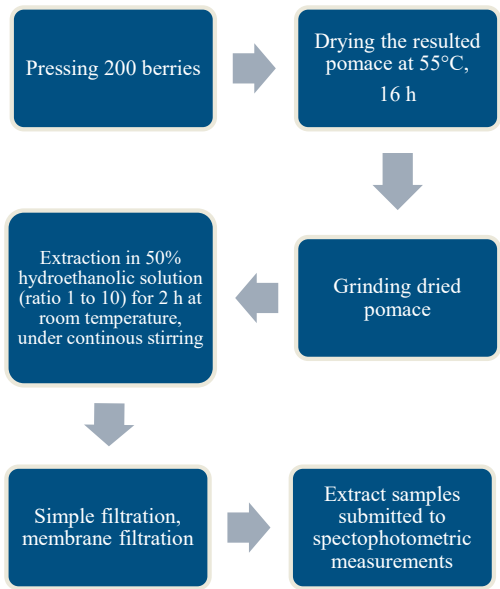 Pressing 200 berries
Drying the resulted
pomace at 55°C,
16 h
Grinding dried
pomace
Extraction in 50%
hydroethanolic solution
(ratio 1 to 10) for 2 h at
room temperature,
under continous stirring
Simple filtration,
membrane filtration
Extract samples
submitted to
spectophotometric
measurements